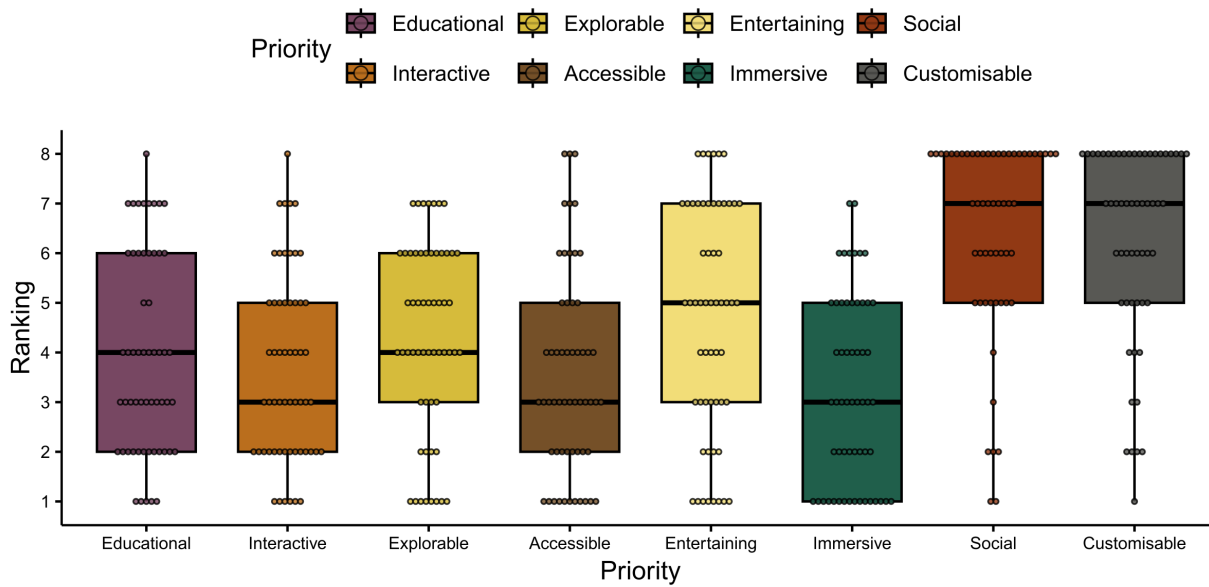 Priority
Educational
Explorable
Entertaining
Social
Interactive
Accessible
Immersive
Customisable
Ranking
8
7
6
5
4
3
2
1
Educational
Interactive
Explorable
Accessible
Entertaining
Immersive
Social
Customisable
Priority